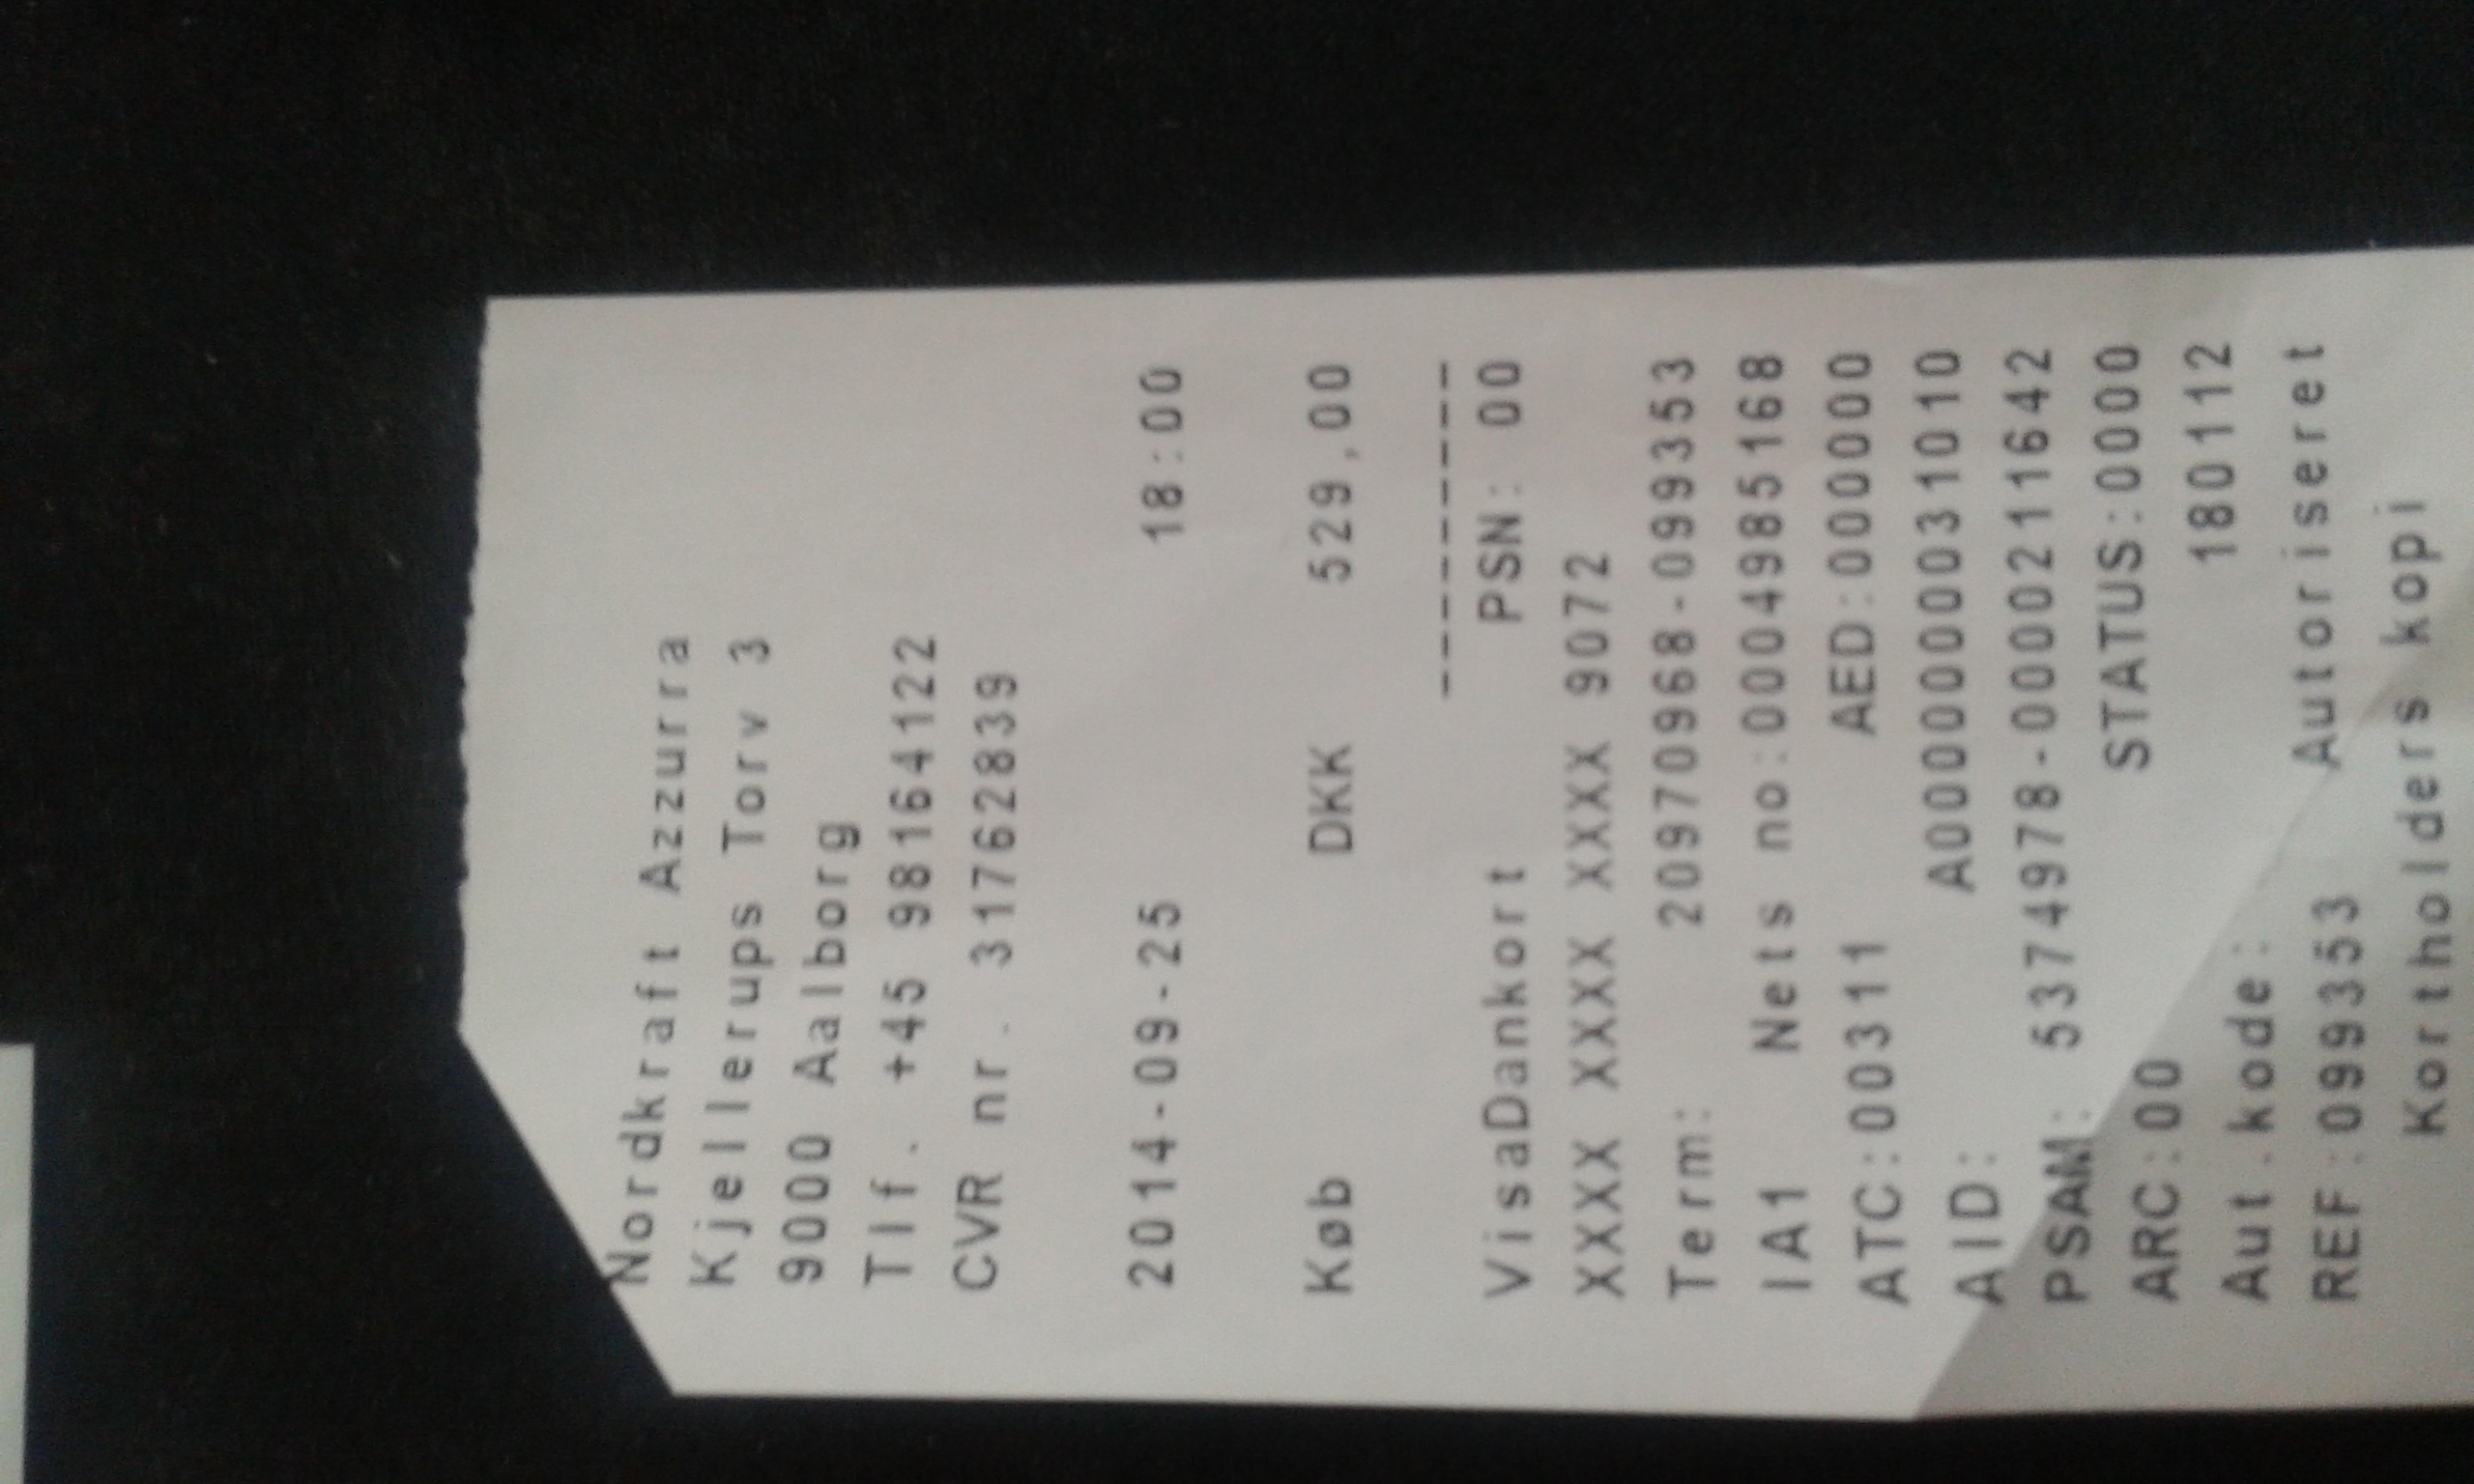 Nordkraft Azzurra
Kjellerups Torv 3
9000 Aalborg
Tlf. +45 98164122
CVR nr. 31762839
2014-09-25 18:00
Køb DKK 529,00
----------
VisaDankort PSN: 00
XXXX XXXX XXXX 9072
Term: 20970968-099353
IA1 Nets no:0004985168
ATC:00311 AED:000000
AID: A0000000031010
PSAM: 5374978-0000211642
ARC:00 STATUS:0000
Aut.kode: 180112
REF:099353 Autoriseret
Kortholders kopi